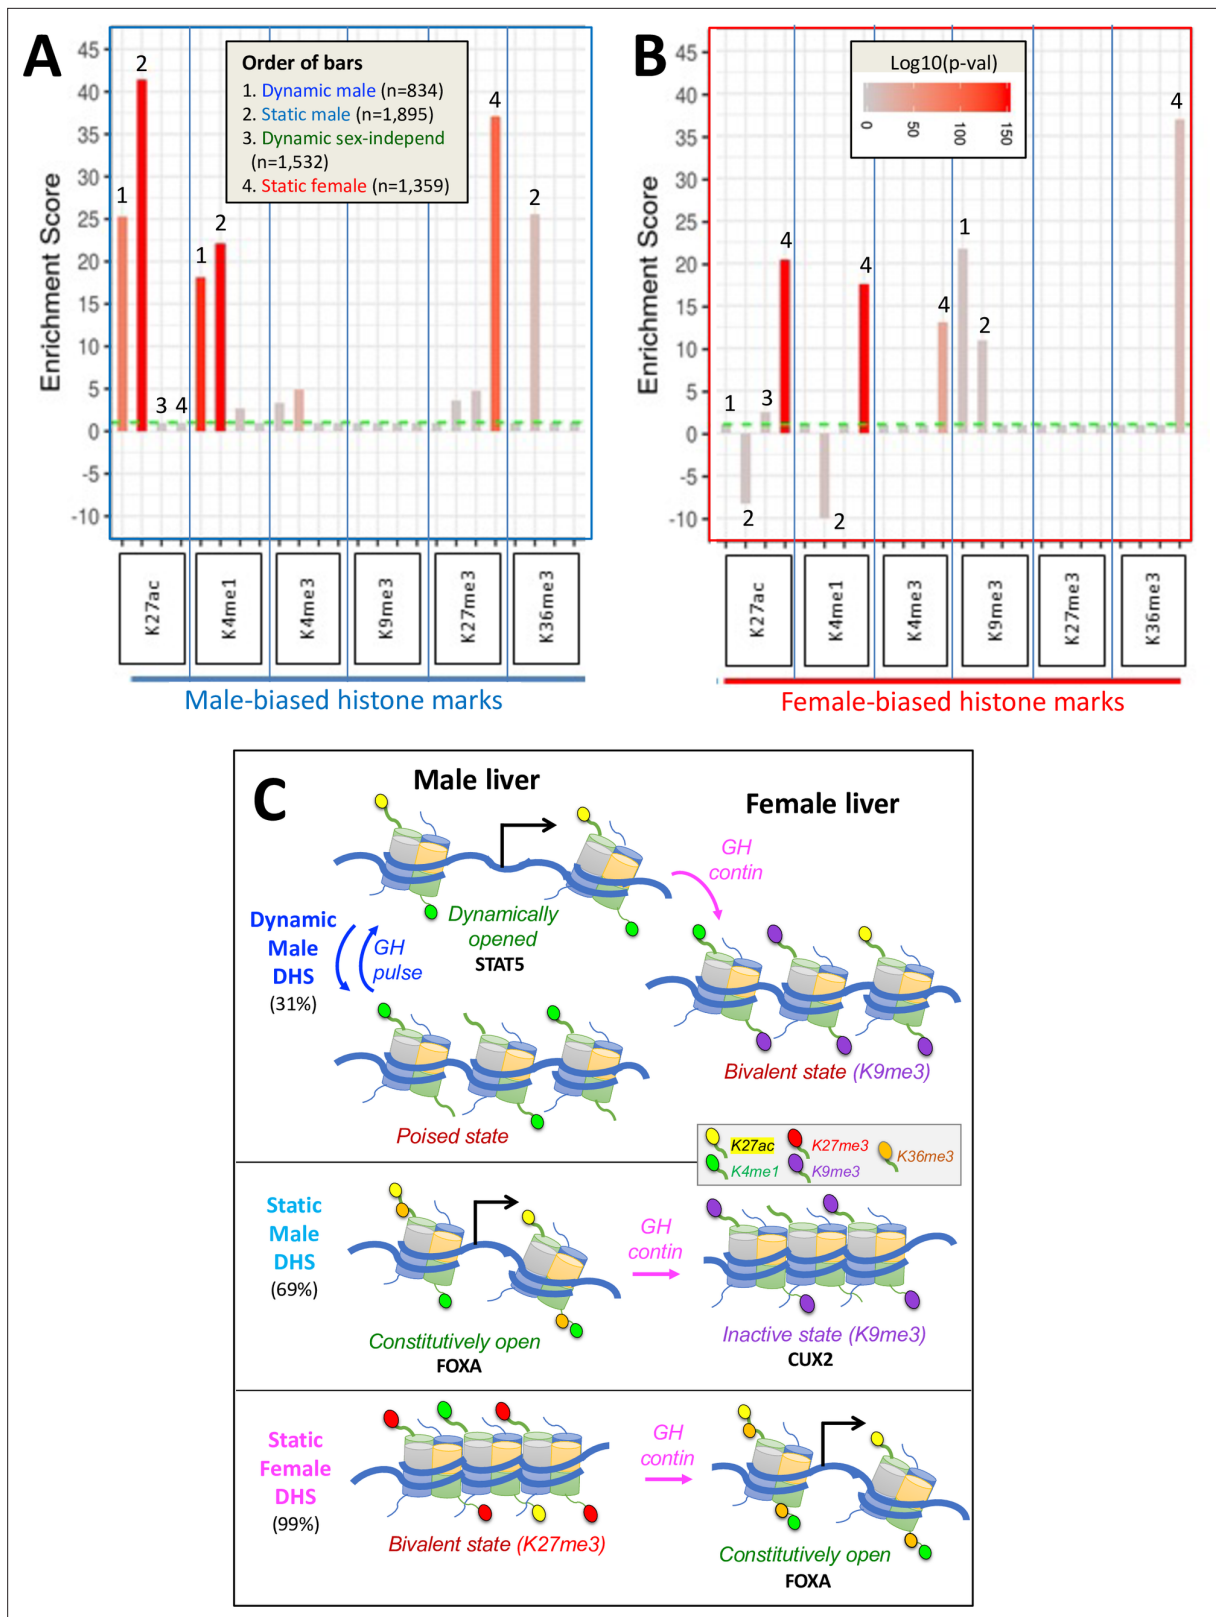 A
45
40
35
30
25
20
15
10
5
0
-5
-10
Enrichment Score
Order of bars
1. Dynamic male (n=834)
2. Static male (n=1,895)
3. Dynamic sex-independ
(n=1,532)
4. Static female (n=1,359)
1
2
3
4
1
2
4
2
K27ac
K4me1
K4me3
K9me3
K27me3
K36me3
Male-biased histone marks
B
45
40
35
30
25
20
15
10
5
0
-5
-10
Enrichment Score
Log10(p-val)
0
50
100
150
1
2
3
4
2
4
4
1
2
4
K27ac
K4me1
K4me3
K9me3
K27me3
K36me3
Female-biased histone marks
C
Male liver
Female liver
Dynamic
Male
DHS
(31%)
GH
pulse
Dynamically
opened
STAT5
GH
contin
Poised state
Bivalent state (K9me3)
K27ac
K27me3
K36me3
K4me1
K9me3
Static
Male
DHS
(69%)
GH
contin
Constitutively open
FOXA
Inactive state (K9me3)
CUX2
Static
Female
DHS
(99%)
GH
contin
Bivalent state (K27me3)
Constitutively open
FOXA